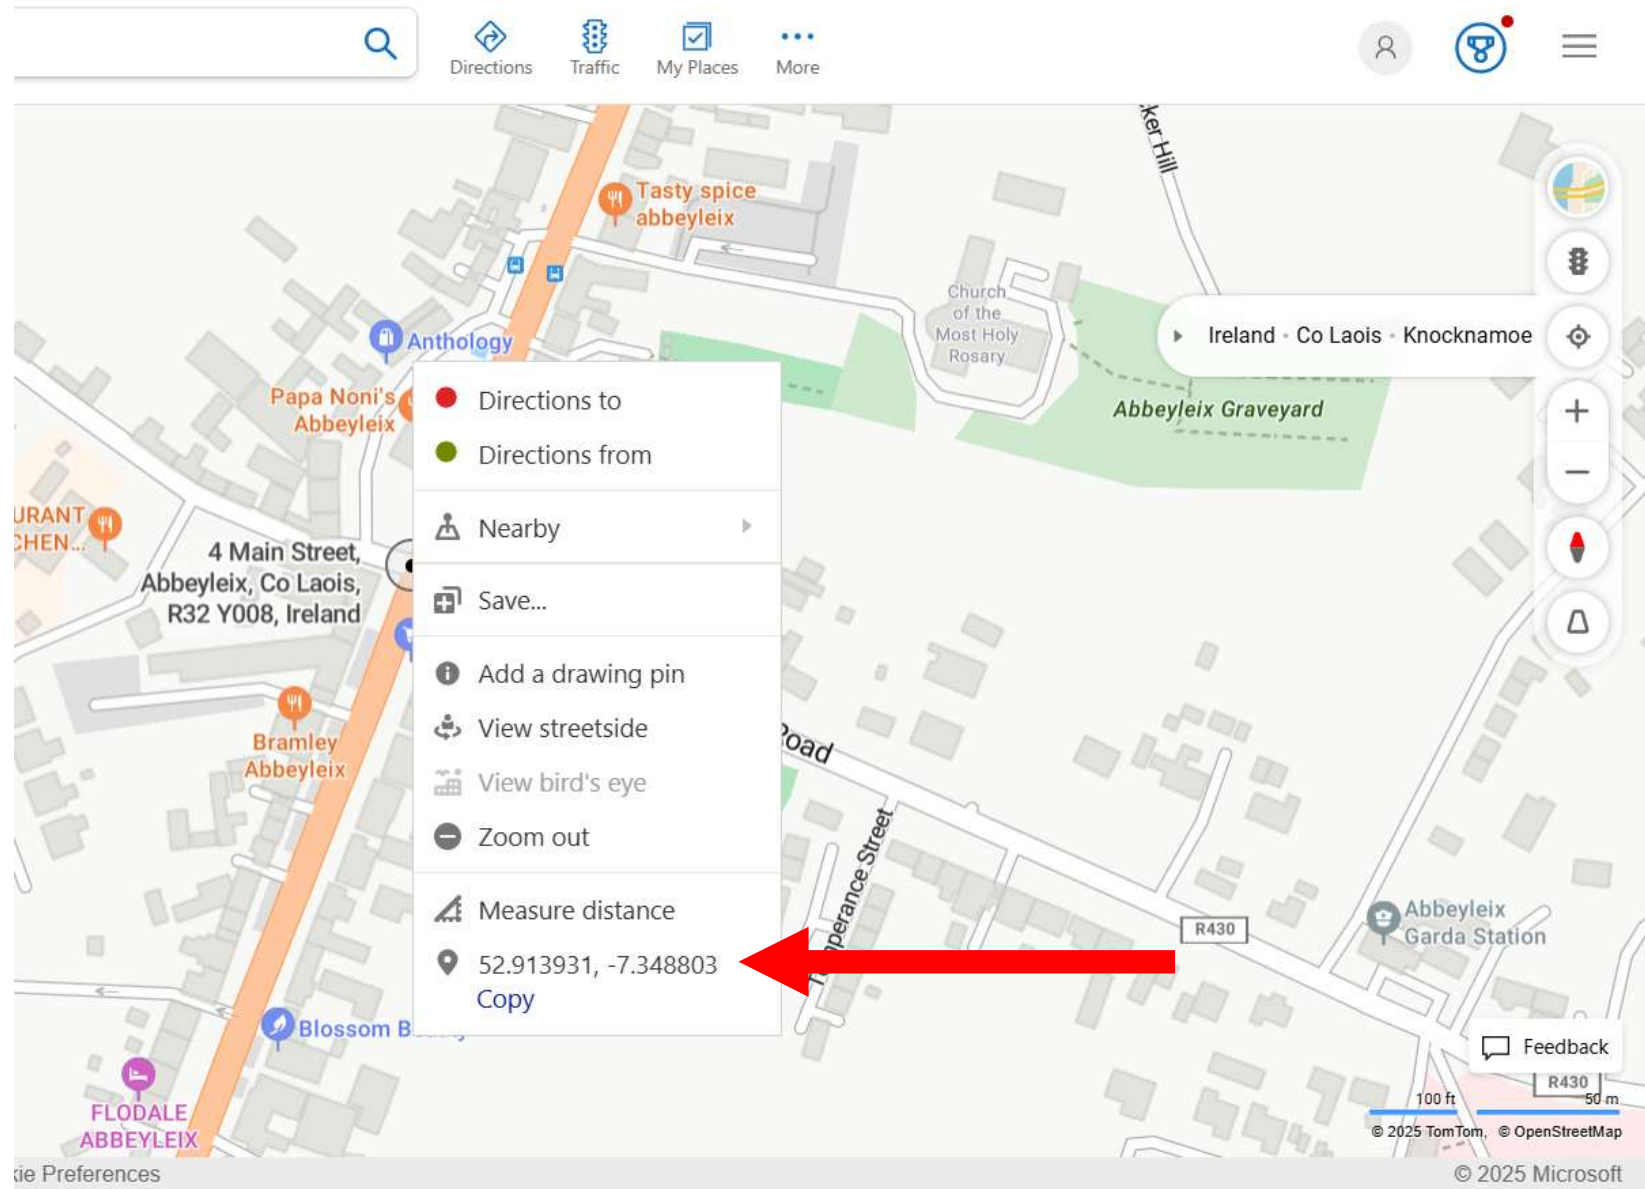 Directions
Traffic
My Places
More
cker Hill
Tasty spice
abbeyleix
Church
of the
Most Holy
Rosary
Ireland · Co Laois · Knocknamoe
Anthology
Papa Noni's
Abbeyleix
Abbeyleix Graveyard
Directions to
Directions from
Nearby
URANT
CHEN...
4 Main Street,
Abbeyleix, Co Laois,
R32 Y008, Ireland
Save...
Add a drawing pin
View streetside
View bird's eye
Zoom out
Bramley
Abbeyleix
Road
Temperance Street
Measure distance
52.913931, -7.348803
Copy
R430
Abbeyleix
Garda Station
Blossom B
Feedback
R430
FLODALE
ABBEYLEIX
100 ft
50 m
© 2025 TomTom, © OpenStreetMap
kie Preferences
© 2025 Microsoft